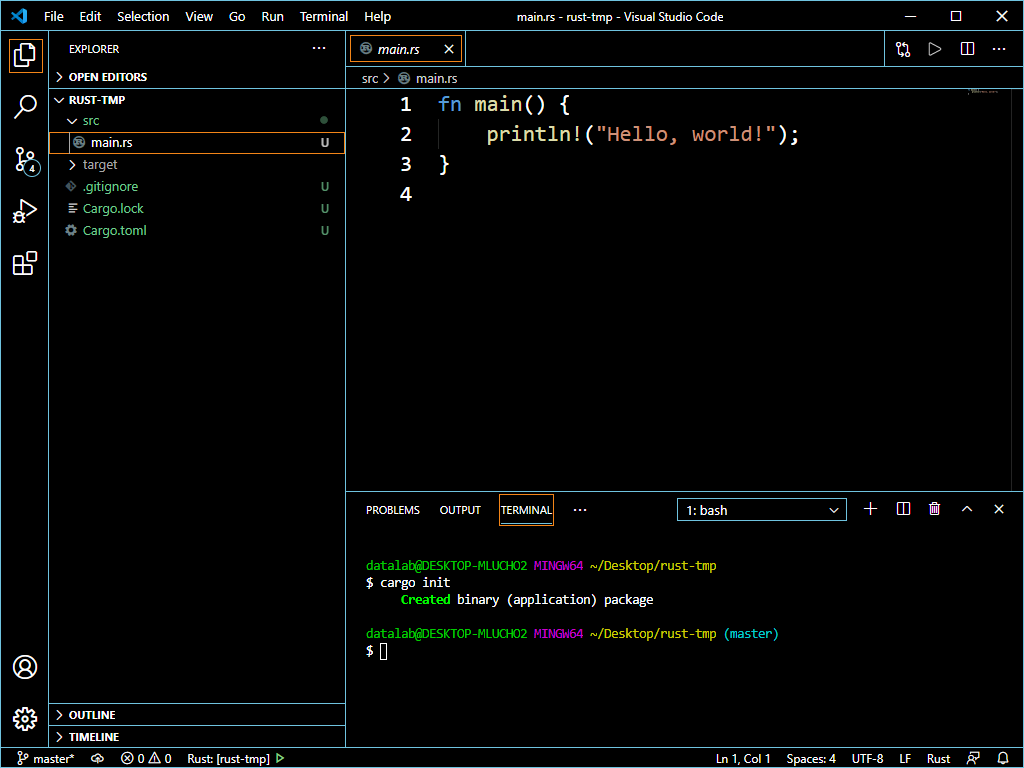 File Edit Selection View Go Run Terminal Help main.rs - rust-tmp - Visual Studio Code
EXPLORER
OPEN EDITORS
RUST-TMP
src
main.rs U
target
.gitignore U
Cargo.lock U
Cargo.toml U
OUTLINE
TIMELINE
4
main.rs
src > main.rs
1 fn main() {
2     println!("Hello, world!");
3 }
4
PROBLEMS OUTPUT TERMINAL ··· 1: bash
datalab@DESKTOP-MLUCHO2 MINGW64 ~/Desktop/rust-tmp
$ cargo init
     Created binary (application) package
datalab@DESKTOP-MLUCHO2 MINGW64 ~/Desktop/rust-tmp (master)
$
master* 0 0 Rust: [rust-tmp] Ln 1, Col 1 Spaces: 4 UTF-8 LF Rust